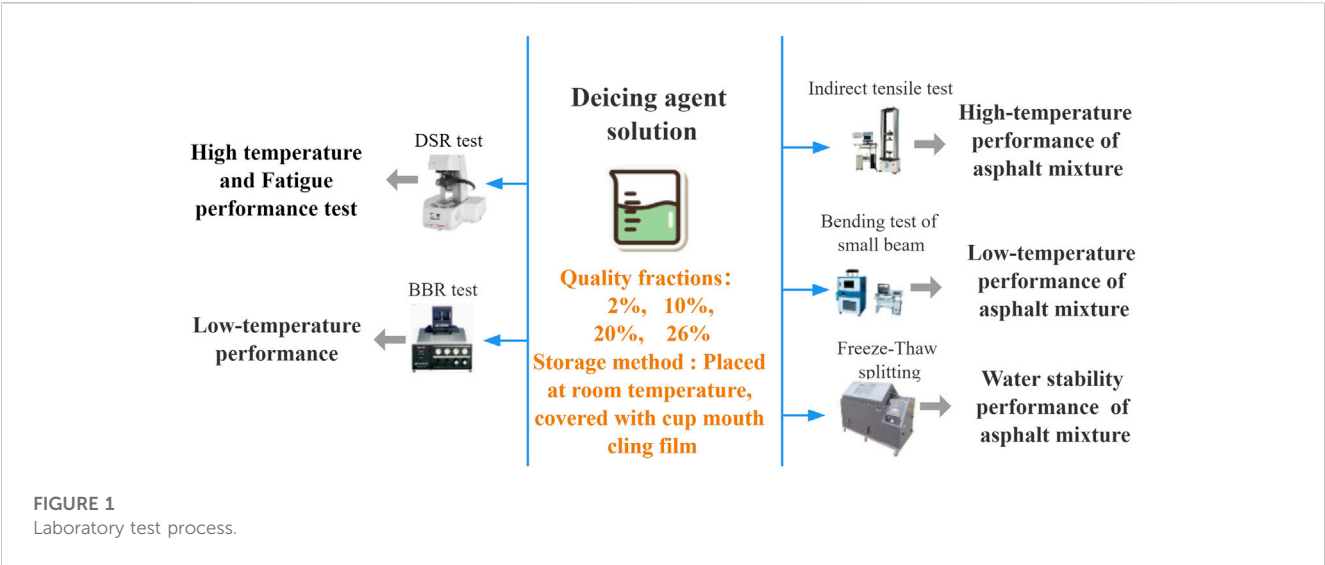 DSR test
High temperature
and Fatigue
performance test
BBR test
Low-temperature
performance
Deicing agent
solution
Quality fractions：
2%, 10%,
20%, 26%
Storage method : Placed
at room temperature,
covered with cup mouth
cling film
Indirect tensile test
High-temperature
performance of
asphalt mixture
Bending test of
small beam
Low-temperature
performance of
asphalt mixture
Freeze-Thaw
splitting
Water stability
performance of
asphalt mixture
FIGURE 1
Laboratory test process.